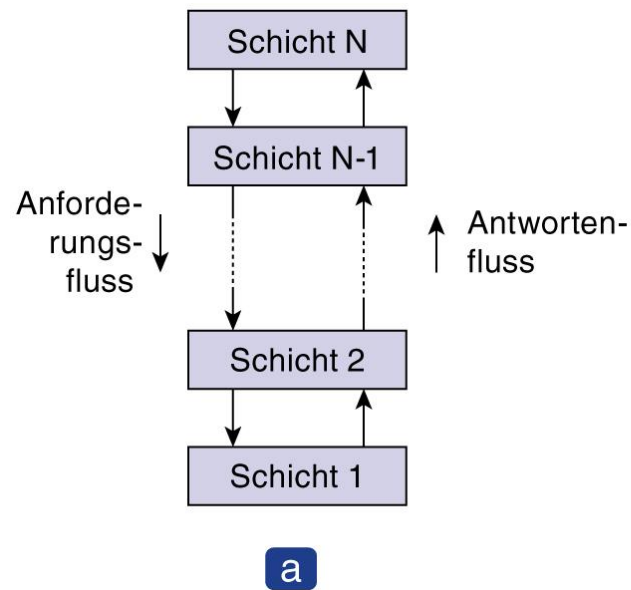 Schicht N
Schicht N-1
Anforde-
rungs-
fluss
Antworten-
fluss
Schicht 2
Schicht 1
a